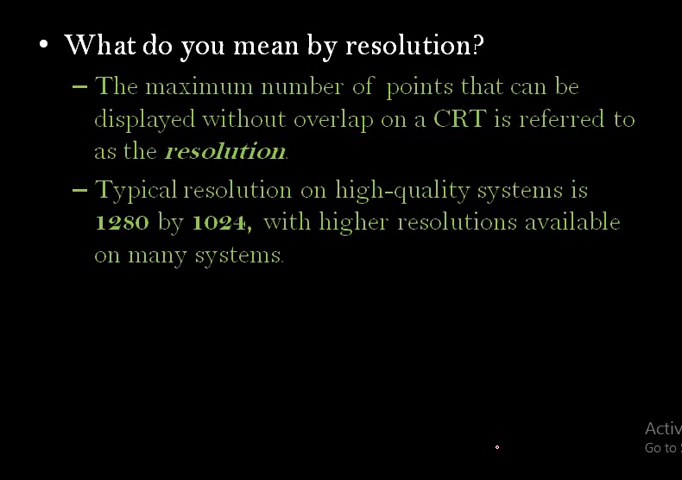 • What do you mean by resolution?
– The maximum number of points that can be
displayed without overlap on a CRT is referred to
as the resolution.
– Typical resolution on high-quality systems is
1280 by 1024, with higher resolutions available
on many systems.
Activ
Go to